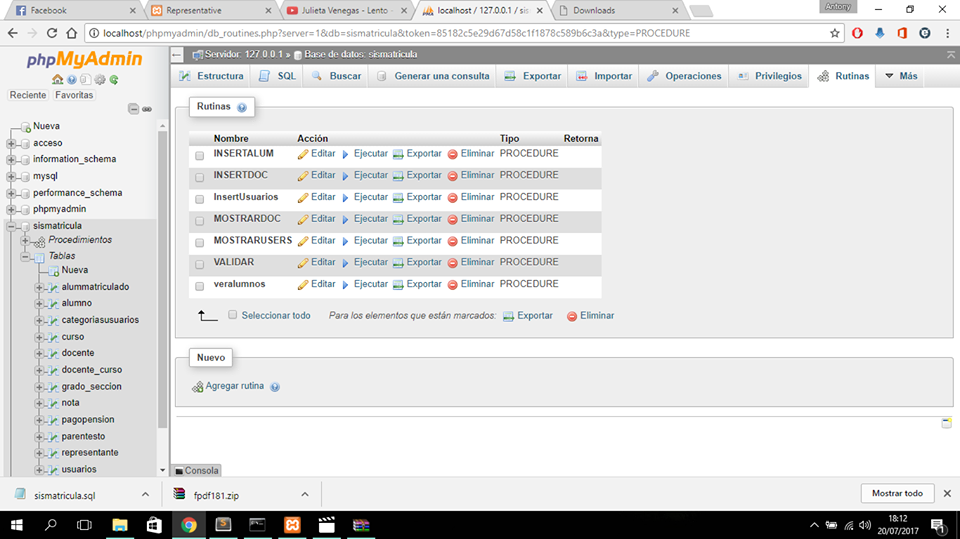 Facebook
Representative
Julieta Venegas - Lento -
localhost / 127.0.0.1 / sis
Downloads
Antony
localhost/phpmyadmin/db_routines.php?server=1&db=sismatricula&token=85182c5e29d67d58c1f1878c589b6c3a&type=PROCEDURE
phpMyAdmin
Reciente Favoritas
Nueva
acceso
information_schema
mysql
performance_schema
phpmyadmin
sismatricula
Procedimientos
Tablas
Nueva
alummatriculado
alumno
categoriasusuarios
curso
docente
docente_curso
grado_seccion
nota
pagopension
parentesto
representante
usuarios
Servidor: 127.0.0.1 » Base de datos: sismatricula
Estructura SQL Buscar Generar una consulta Exportar Importar Operaciones Privilegios Rutinas Más
Rutinas
Nombre Acción Tipo Retorna
INSERTALUM Editar Ejecutar Exportar Eliminar PROCEDURE
INSERTDOC Editar Ejecutar Exportar Eliminar PROCEDURE
InsertUsuarios Editar Ejecutar Exportar Eliminar PROCEDURE
MOSTRARDOC Editar Ejecutar Exportar Eliminar PROCEDURE
MOSTRARUSERS Editar Ejecutar Exportar Eliminar PROCEDURE
VALIDAR Editar Ejecutar Exportar Eliminar PROCEDURE
veralumnos Editar Ejecutar Exportar Eliminar PROCEDURE
Seleccionar todo Para los elementos que están marcados: Exportar Eliminar
Nuevo
Agregar rutina
Consola
sismatricula.sql
fpdf181.zip
Mostrar todo
18:12
20/07/2017